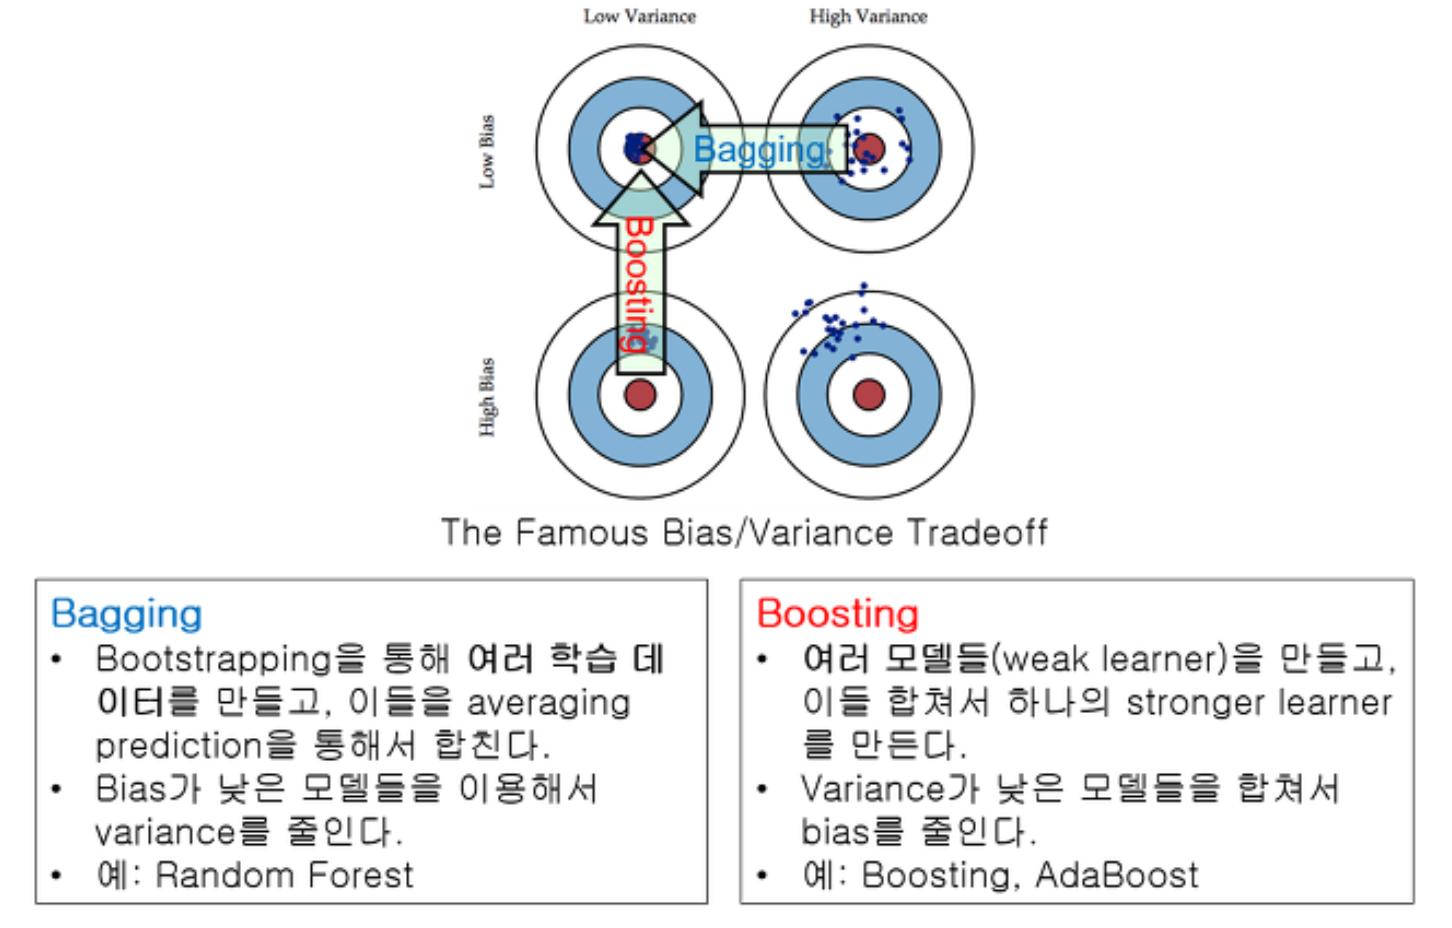 Low Variance
High Variance
Low Bias
Bagging
Boosting
High Bias
The Famous Bias/Variance Tradeoff
Bagging
• Bootstrapping을 통해 여러 학습 데
이터를 만들고, 이들을 averaging
prediction을 통해서 합친다.
• Bias가 낮은 모델들을 이용해서
variance를 줄인다.
• 예: Random Forest
Boosting
• 여러 모델들(weak learner)을 만들고,
이들 합쳐서 하나의 stronger learner
를 만든다.
• Variance가 낮은 모델들을 합쳐서
bias를 줄인다.
• 예: Boosting, AdaBoost